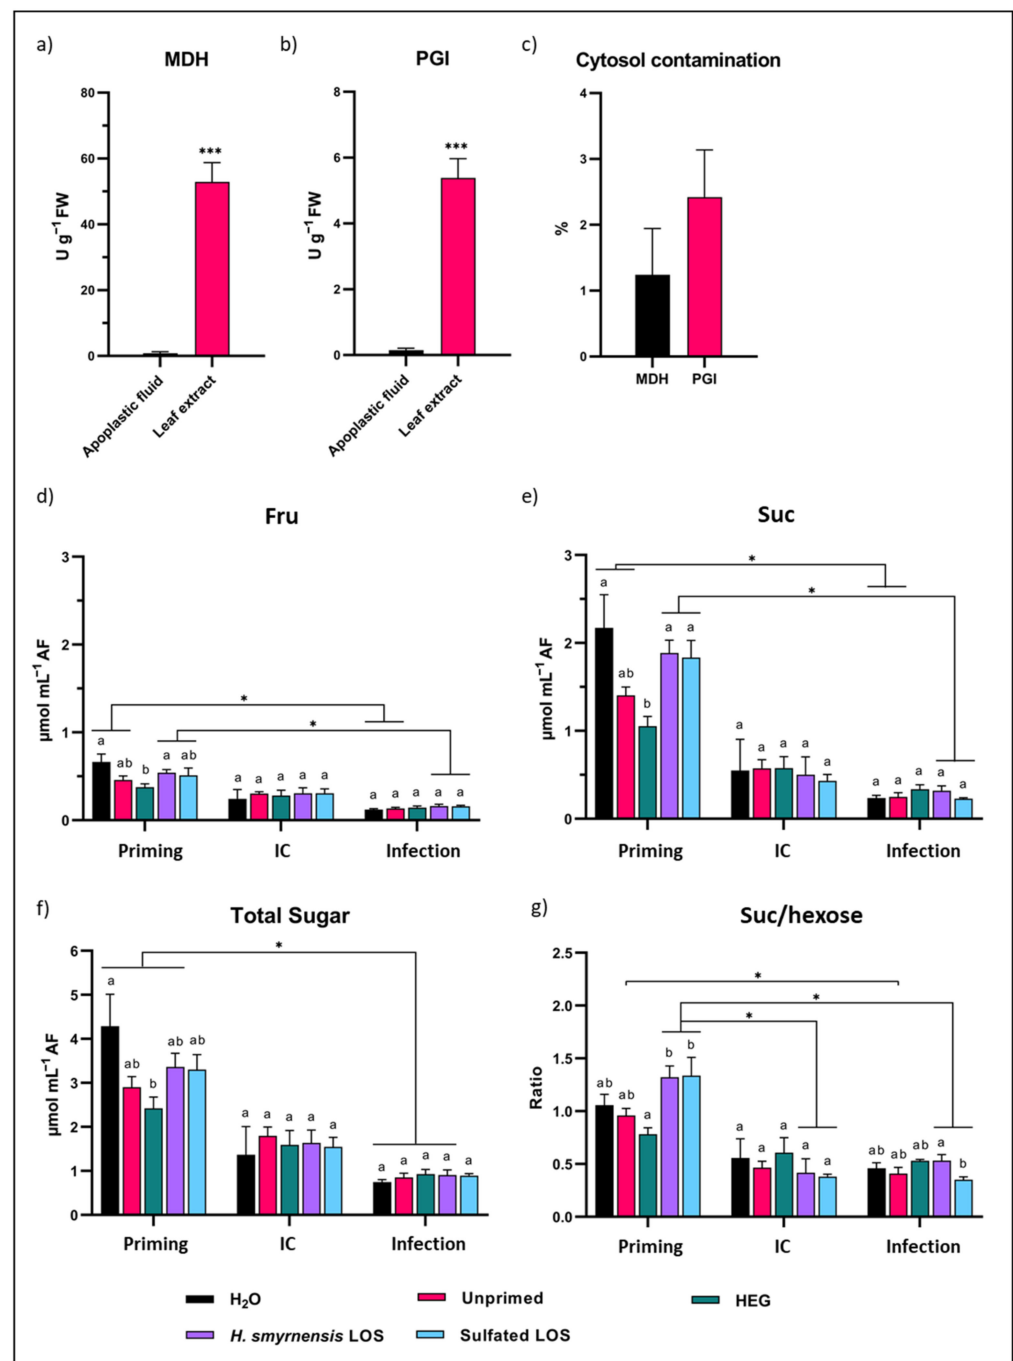 a)
MDH
U g⁻¹ FW
80
60
40
20
0
***
Apoplastic fluid
Leaf extract
b)
PGI
U g⁻¹ FW
8
6
4
2
0
***
Apoplastic fluid
Leaf extract
c)
Cytosol contamination
%
4
3
2
1
0
MDH PGI
d)
Fru
µmol mL⁻¹ AF
3
2
1
0
*
*
a ab b a ab
a a a a a
a a a a a
Priming IC Infection
e)
Suc
µmol mL⁻¹ AF
3
2
1
0
*
*
a ab b a a
a a a a a
a a a a a
Priming IC Infection
f)
Total Sugar
µmol mL⁻¹ AF
6
5
4
3
2
1
0
*
a ab b ab ab
a a a a a
a a a a a
Priming IC Infection
g)
Suc/hexose
Ratio
2.5
2.0
1.5
1.0
0.5
0.0
*
*
*
ab ab a b b
a a a a a
ab ab ab a b
Priming IC Infection
H₂O Unprimed HEG
H. smyrnensis LOS Sulfated LOS